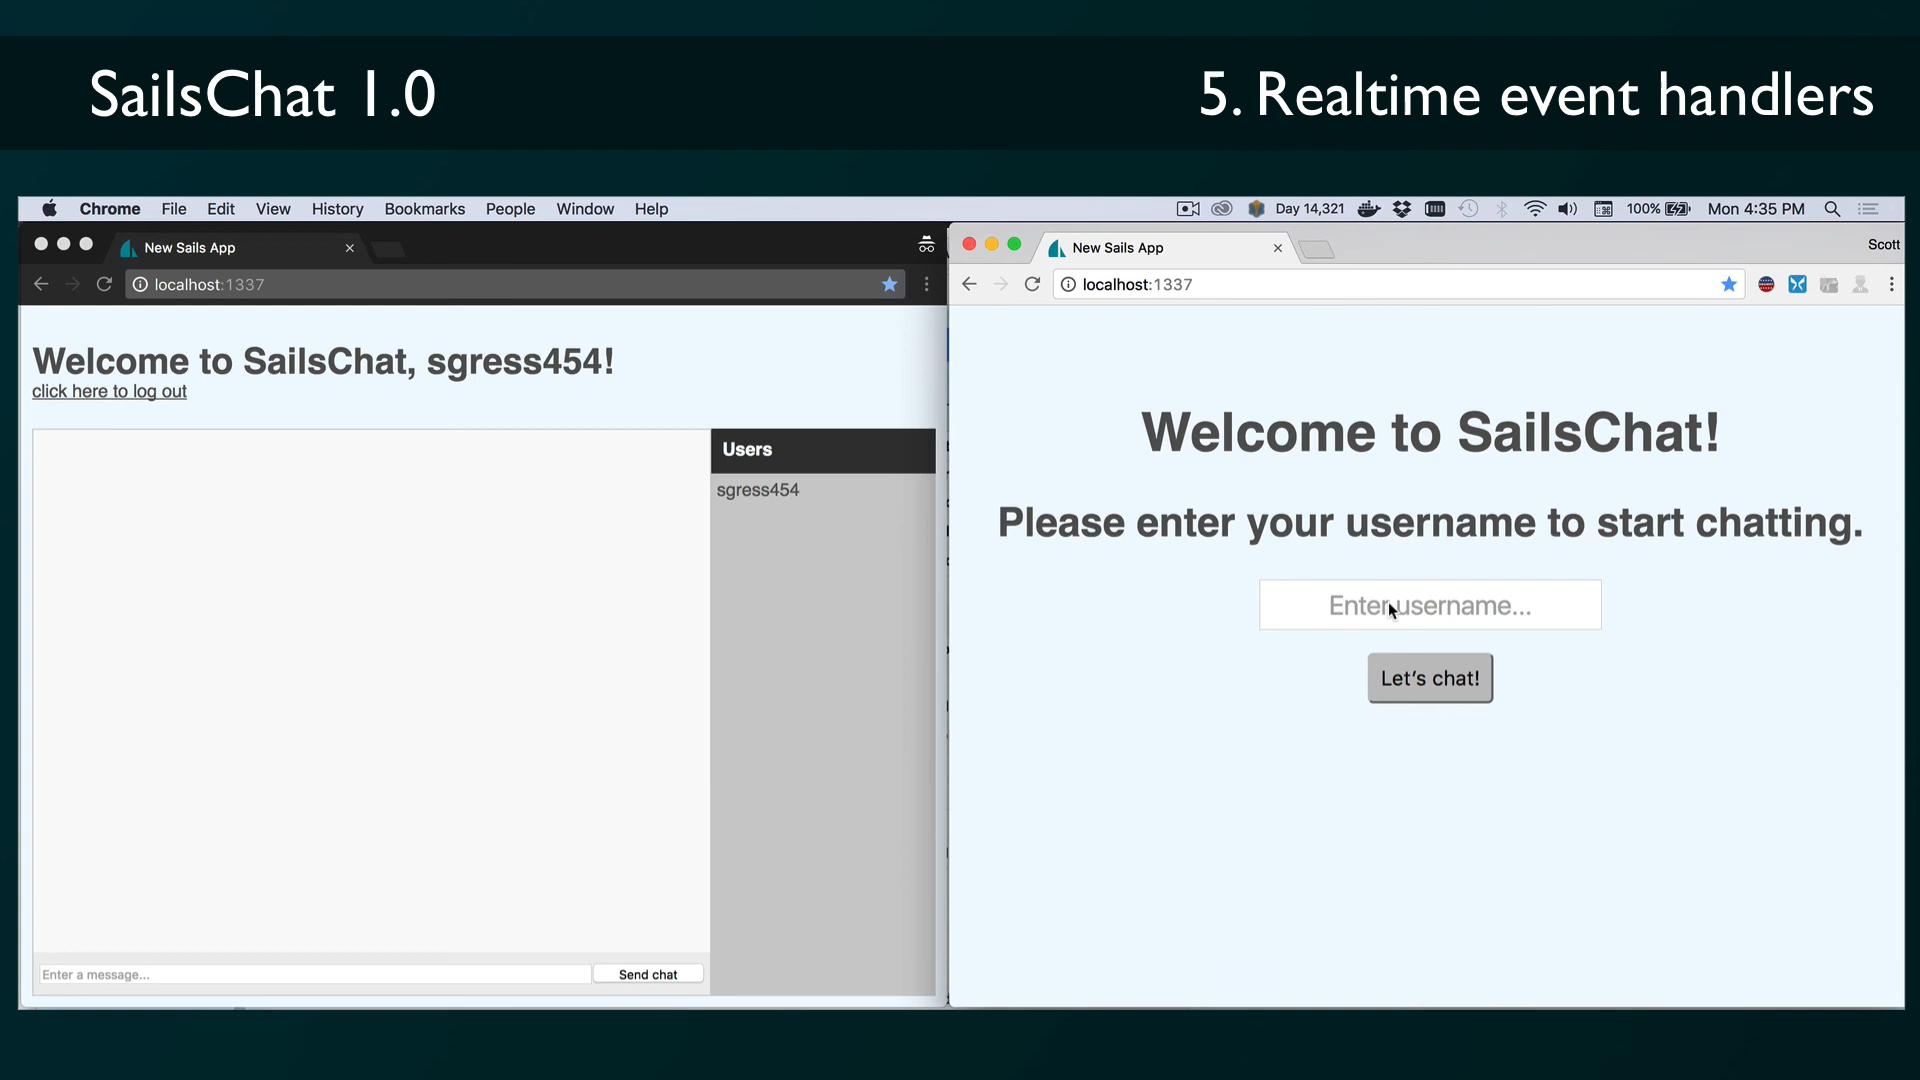 SailsChat 1.0
5. Realtime event handlers
Chrome File Edit View History Bookmarks People Window Help
Day 14,321
100%
Mon 4:35 PM
New Sails App
localhost:1337
Welcome to SailsChat, sgress454!
click here to log out
Users
sgress454
Enter a message...
Send chat
New Sails App
Scott
localhost:1337
Welcome to SailsChat!
Please enter your username to start chatting.
Enter username...
Let's chat!